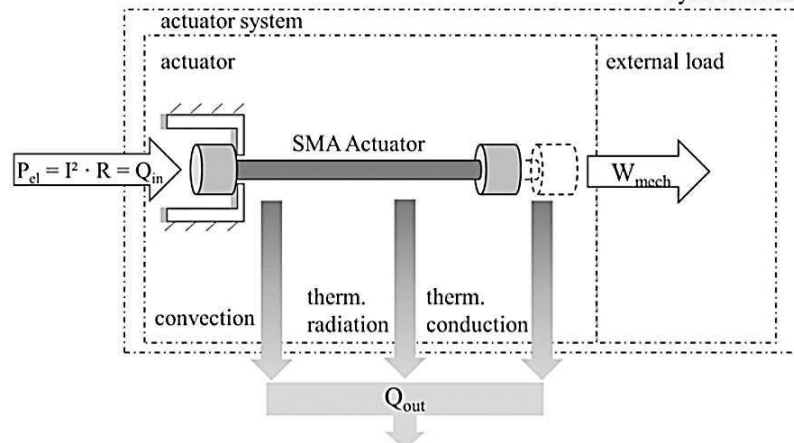 actuator system
actuator
external load
SMA Actuator
P_el = I² · R = Q_in
W_mech
convection
therm.
radiation
therm.
conduction
Q_out